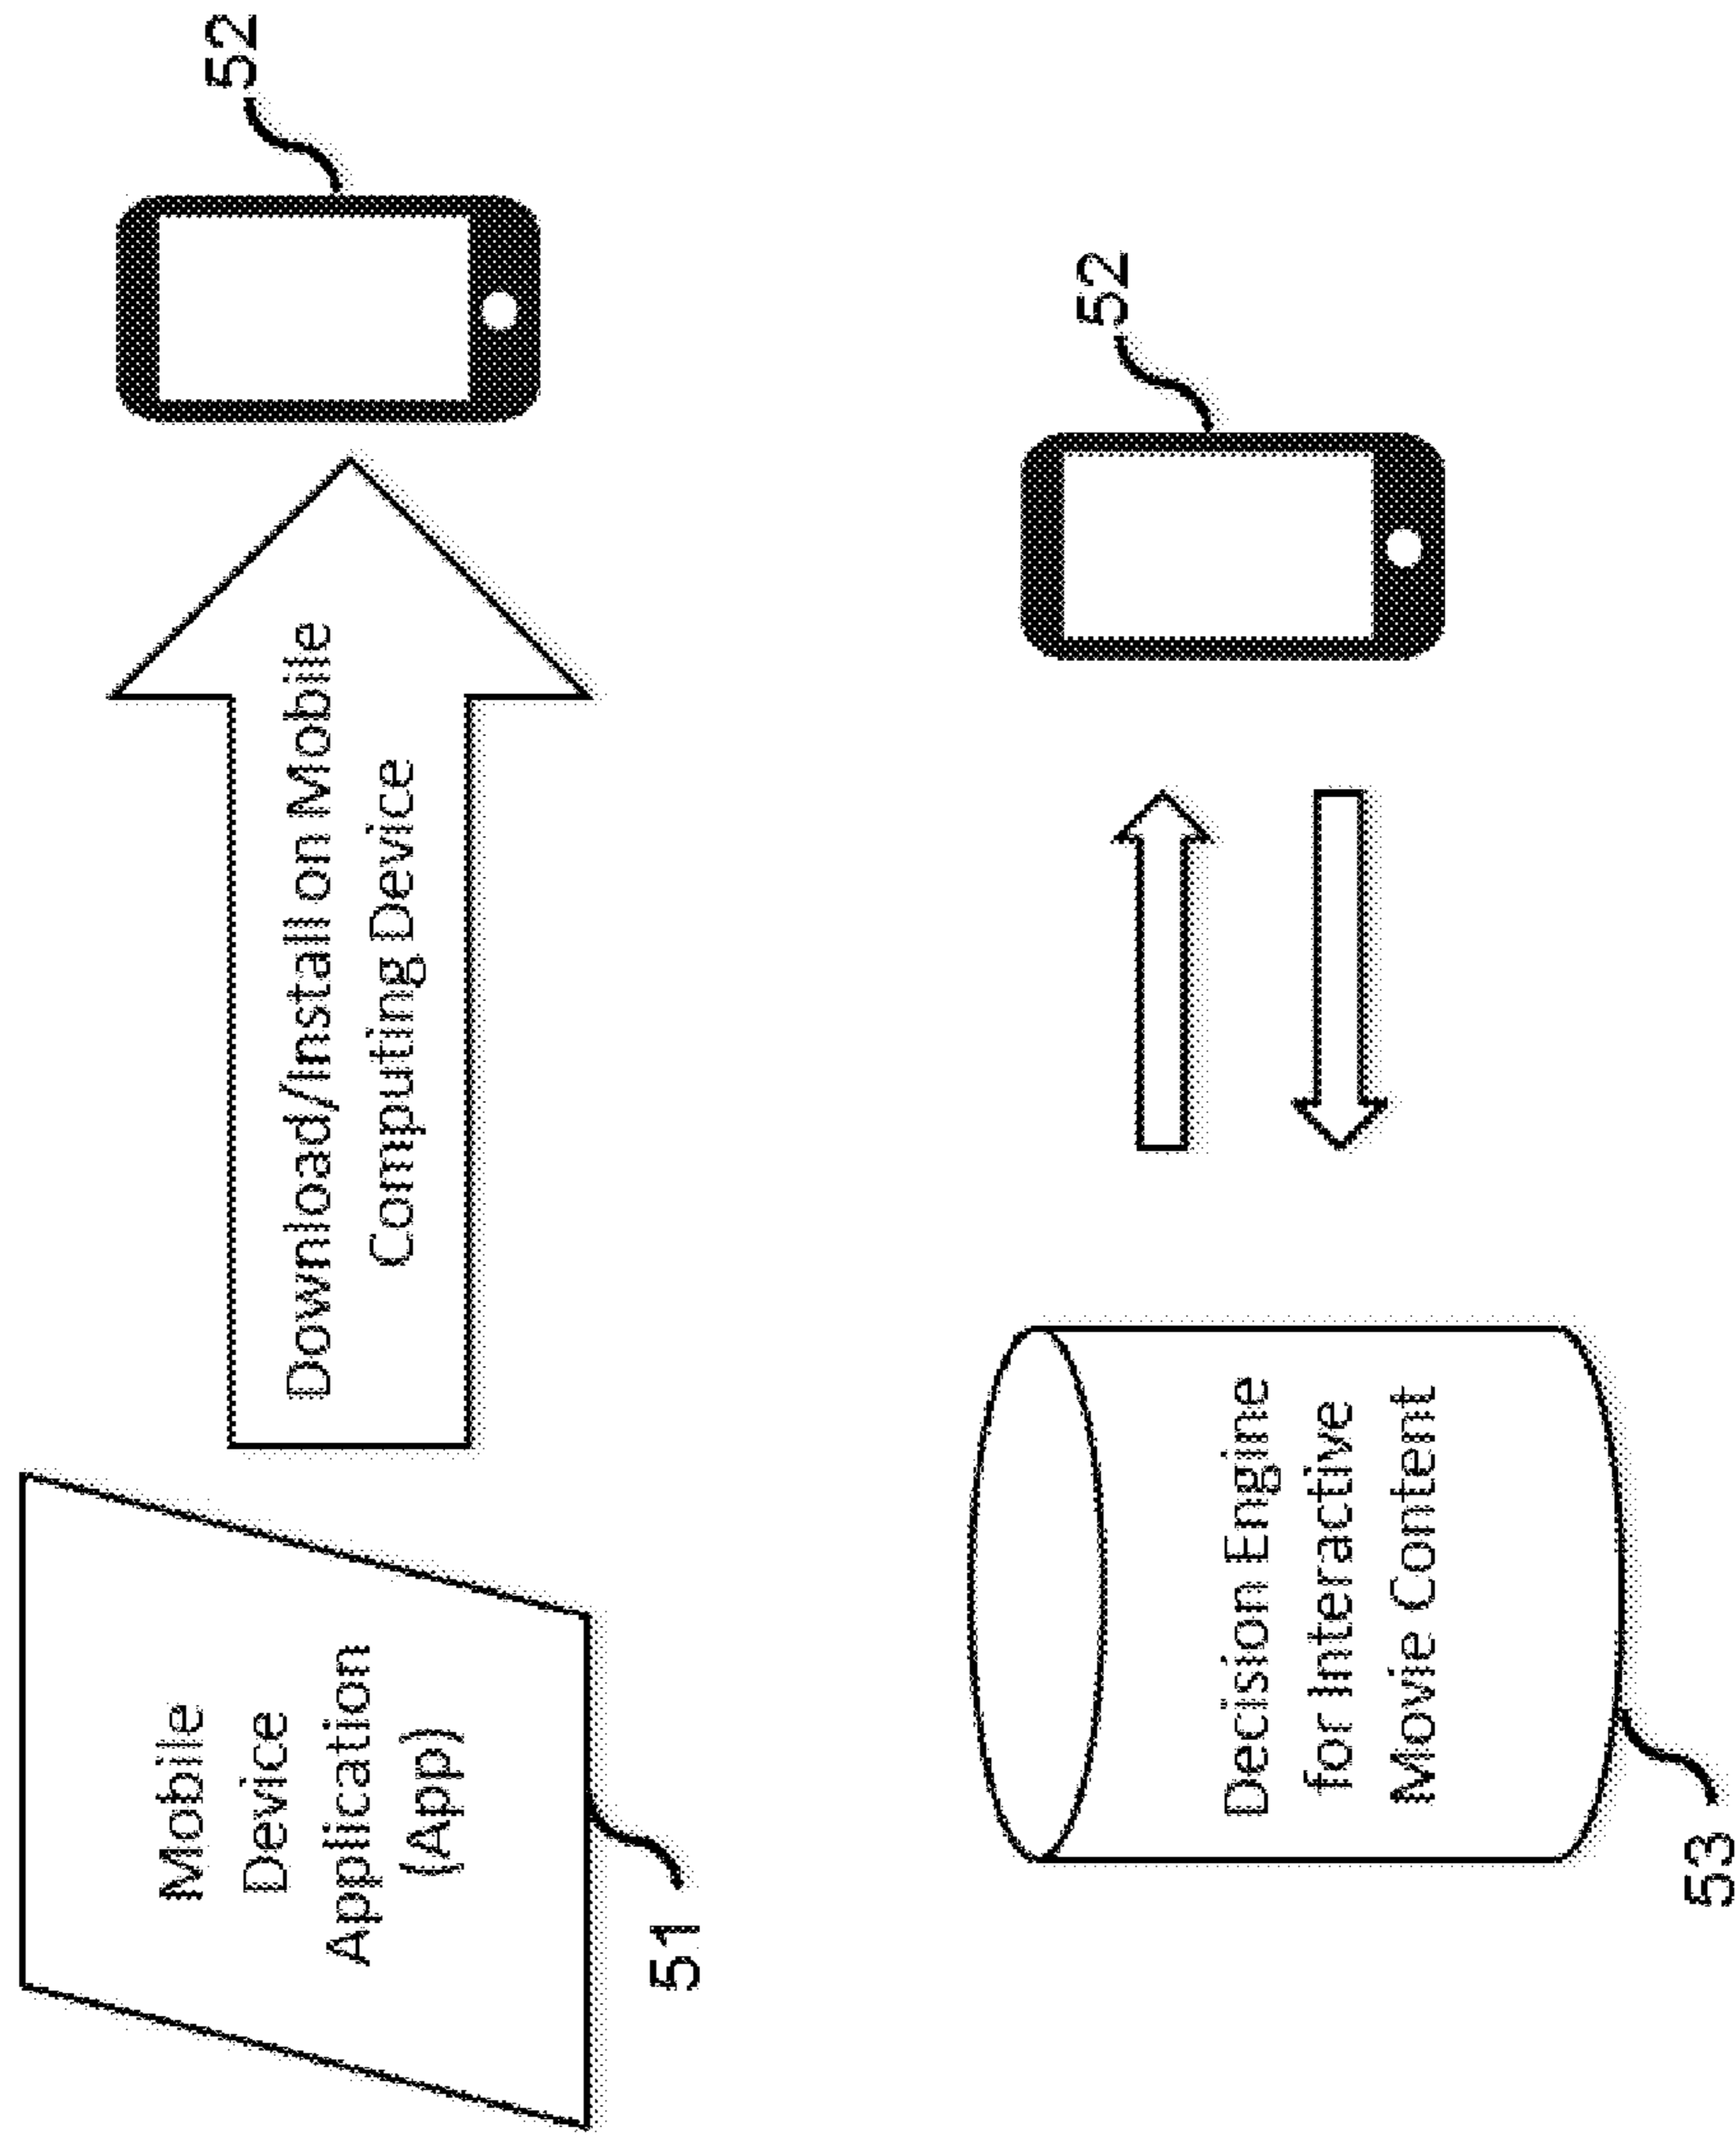 Mobile
Device
Application
(App)
51
Download/Install on Mobile
Computing Device
52
Decision Engine
for Interactive
Movie Content
53
52